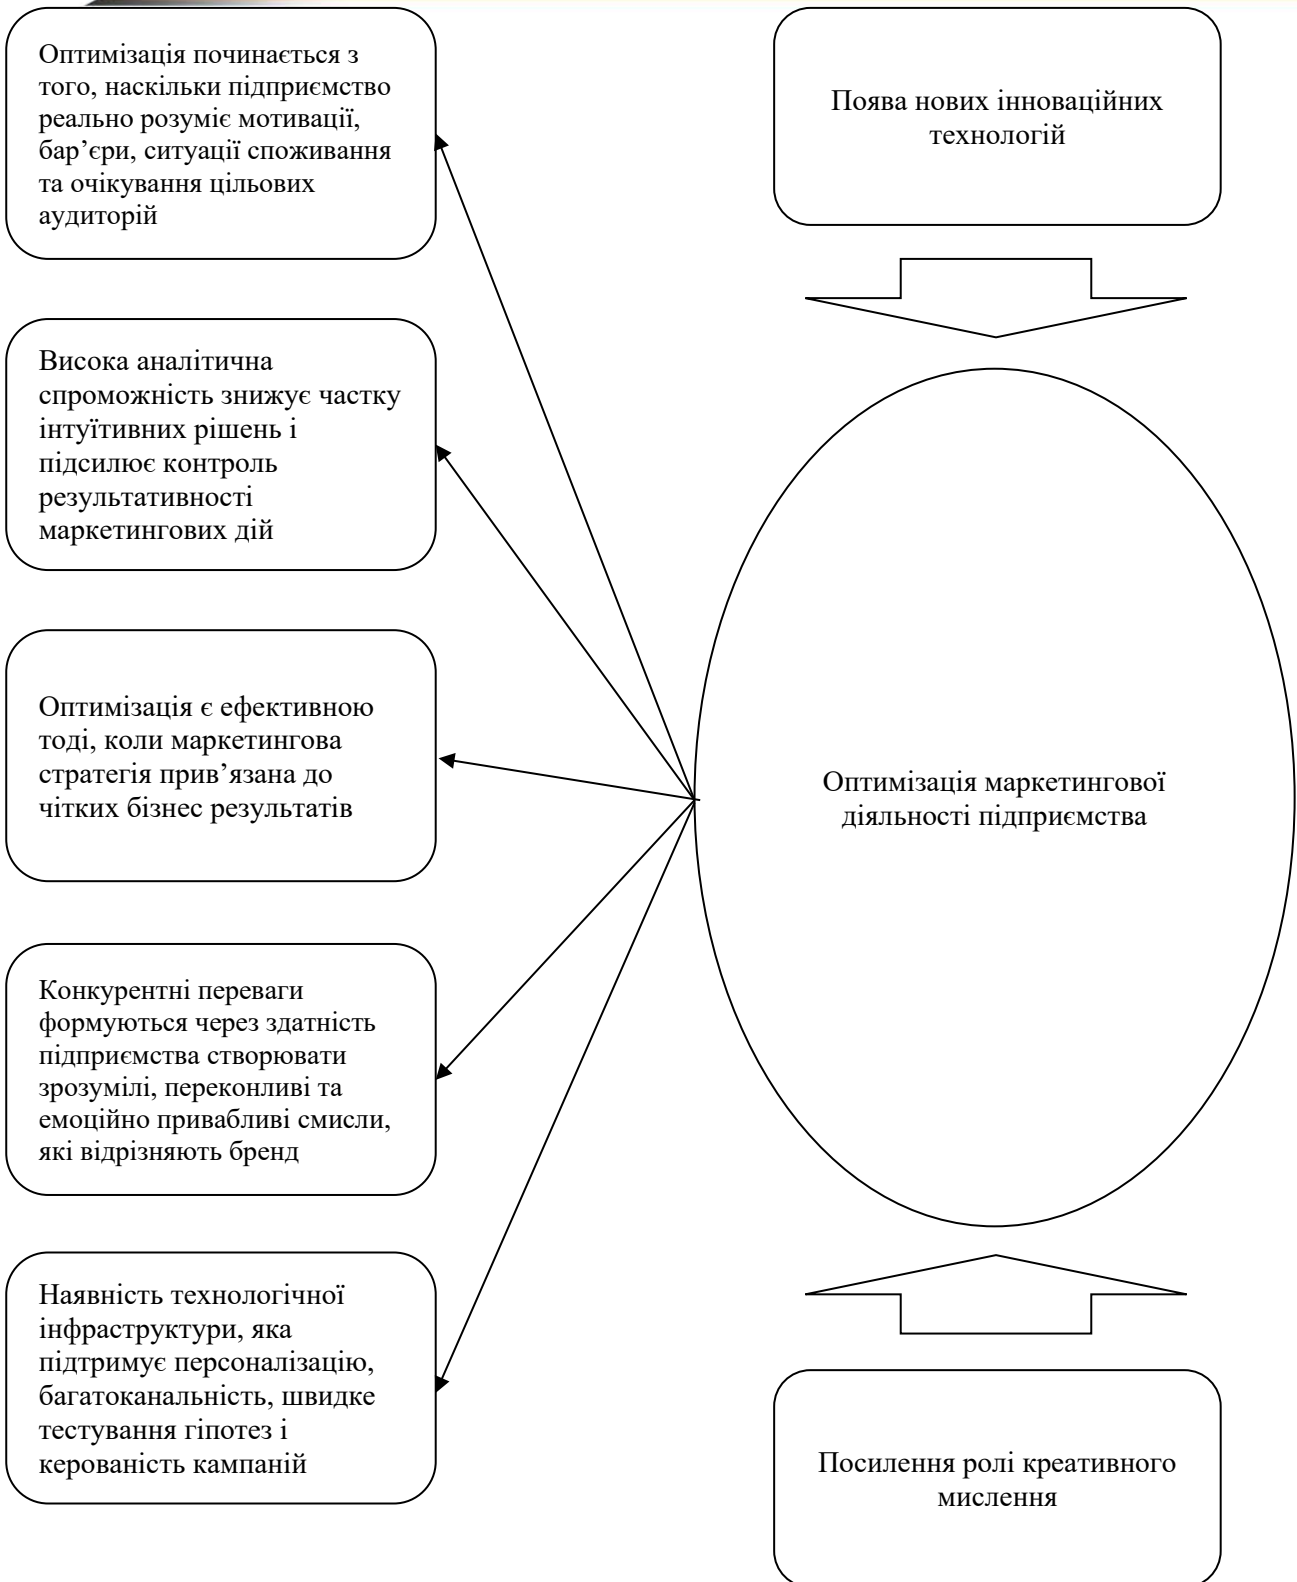 Оптимізація починається з
того, наскільки підприємство
реально розуміє мотивації,
бар’єри, ситуації споживання
та очікування цільових
аудиторій
Висока аналітична
спроможність знижує частку
інтуїтивних рішень і
підсилює контроль
результативності
маркетингових дій
Оптимізація є ефективною
тоді, коли маркетингова
стратегія прив’язана до
чітких бізнес результатів
Конкурентні переваги
формуються через здатність
підприємства створювати
зрозумілі, переконливі та
емоційно привабливі смисли,
які відрізняють бренд
Наявність технологічної
інфраструктури, яка
підтримує персоналізацію,
багатоканальність, швидке
тестування гіпотез і
керованість кампаній
Поява нових інноваційних
технологій
Оптимізація маркетингової
діяльності підприємства
Посилення ролі креативного
мислення